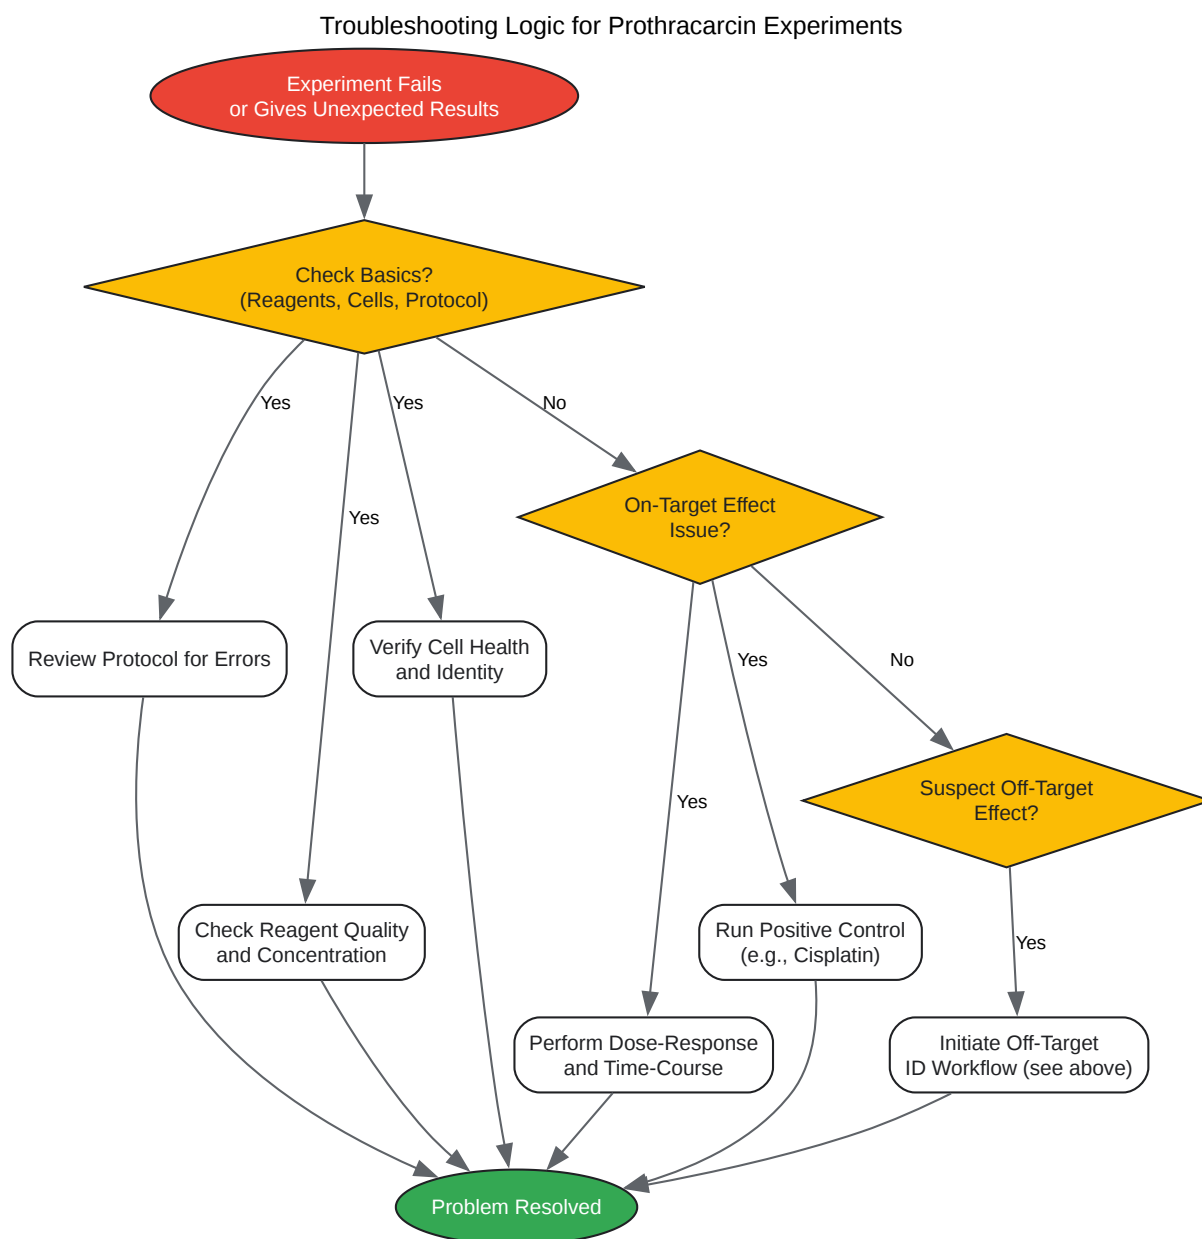 Troubleshooting Logic for Prothracarcin Experiments
Experiment Fails
or Gives Unexpected Results
Check Basics?
(Reagents, Cells, Protocol)
Yes
Yes
No
On-Target Effect
Issue?
Yes
Review Protocol for Errors
Verify Cell Health
and Identity
Yes
No
Suspect Off-Target
Effect?
Yes
Check Reagent Quality
and Concentration
Run Positive Control
(e.g., Cisplatin)
Yes
Perform Dose-Response
and Time-Course
Initiate Off-Target
ID Workflow (see above)
Problem Resolved